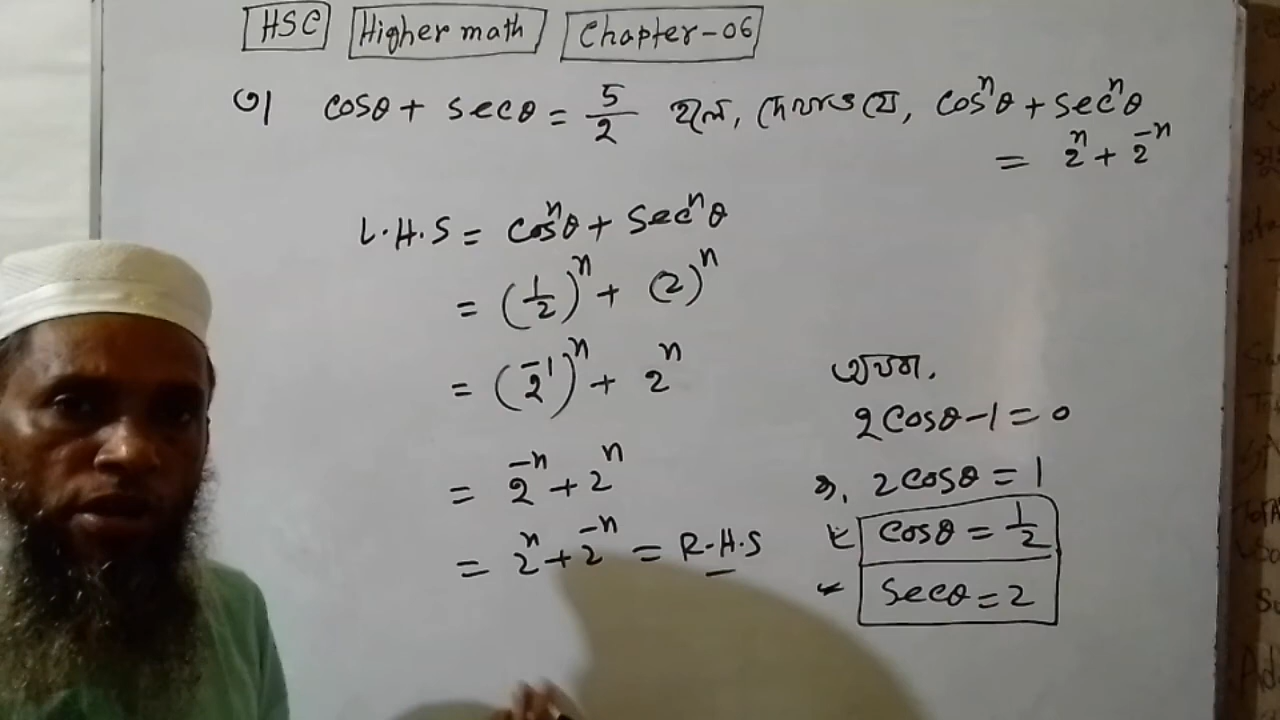 HSC Higher math Chapter-06
৩। cosθ + secθ = 5/2 হলে, দেখাও যে, cosⁿθ + secⁿθ
= 2ⁿ + 2⁻ⁿ
L.H.S = cosⁿθ + secⁿθ
= (1/2)ⁿ + (2)ⁿ
= (2⁻¹)ⁿ + 2ⁿ
= 2⁻ⁿ + 2ⁿ
= 2ⁿ + 2⁻ⁿ = R.H.S
অথবা,
2cosθ - 1 = 0
বা, 2cosθ = 1
cosθ = 1/2
secθ = 2